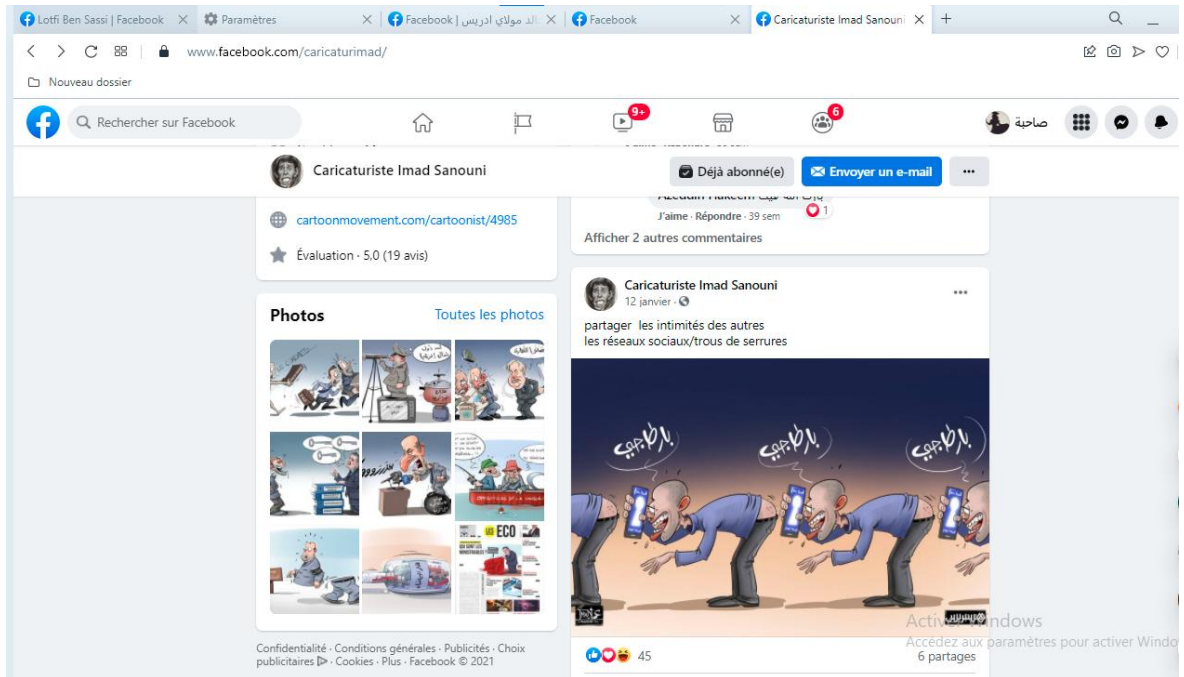 Lotfi Ben Sassi | Facebook
Paramètres
الد مولاي ادريس | Facebook
Facebook
Caricaturiste Imad Sanouni
www.facebook.com/caricaturimad/
Nouveau dossier
Rechercher sur Facebook
9+
6
صاحبة
Caricaturiste Imad Sanouni
Déjà abonné(e)
Envoyer un e-mail
cartoonmovement.com/cartoonist/4985
Évaluation · 5,0 (19 avis)
Photos
Toutes les photos
ECO
J'aime · Répondre · 39 sem
1
Afficher 2 autres commentaires
Caricaturiste Imad Sanouni
12 janvier
partager les intimités des autres
les réseaux sociaux/trous de serrures
45
6 partages
Confidentialité · Conditions générales · Publicités · Choix
publicitaires · Cookies · Plus · Facebook © 2021
Activer Windows
Accédez aux paramètres pour activer Windo